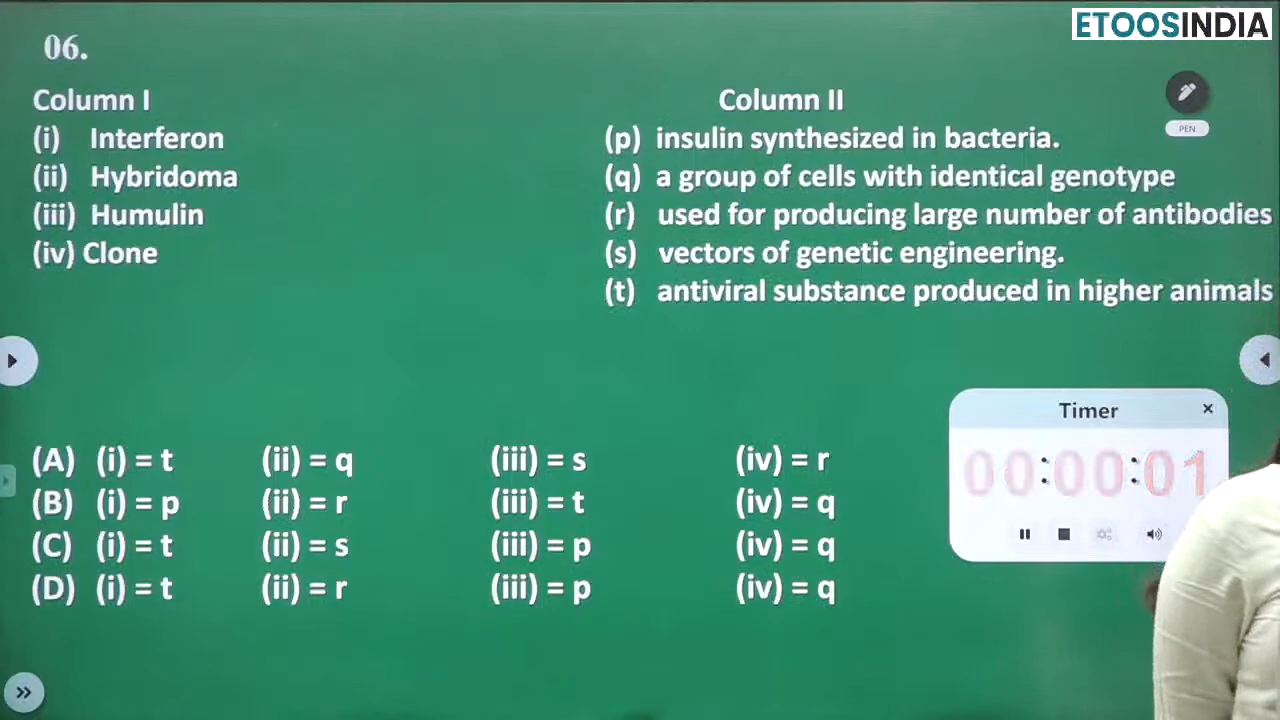 ETOOSINDIA
06.
Column I Column II
(i) Interferon (p) insulin synthesized in bacteria.
(ii) Hybridoma (q) a group of cells with identical genotype
(iii) Humulin (r) used for producing large number of antibodies
(iv) Clone (s) vectors of genetic engineering.
(t) antiviral substance produced in higher animals
PEN
Timer
00:00:01
(A) (i) = t (ii) = q (iii) = s (iv) = r
(B) (i) = p (ii) = r (iii) = t (iv) = q
(C) (i) = t (ii) = s (iii) = p (iv) = q
(D) (i) = t (ii) = r (iii) = p (iv) = q